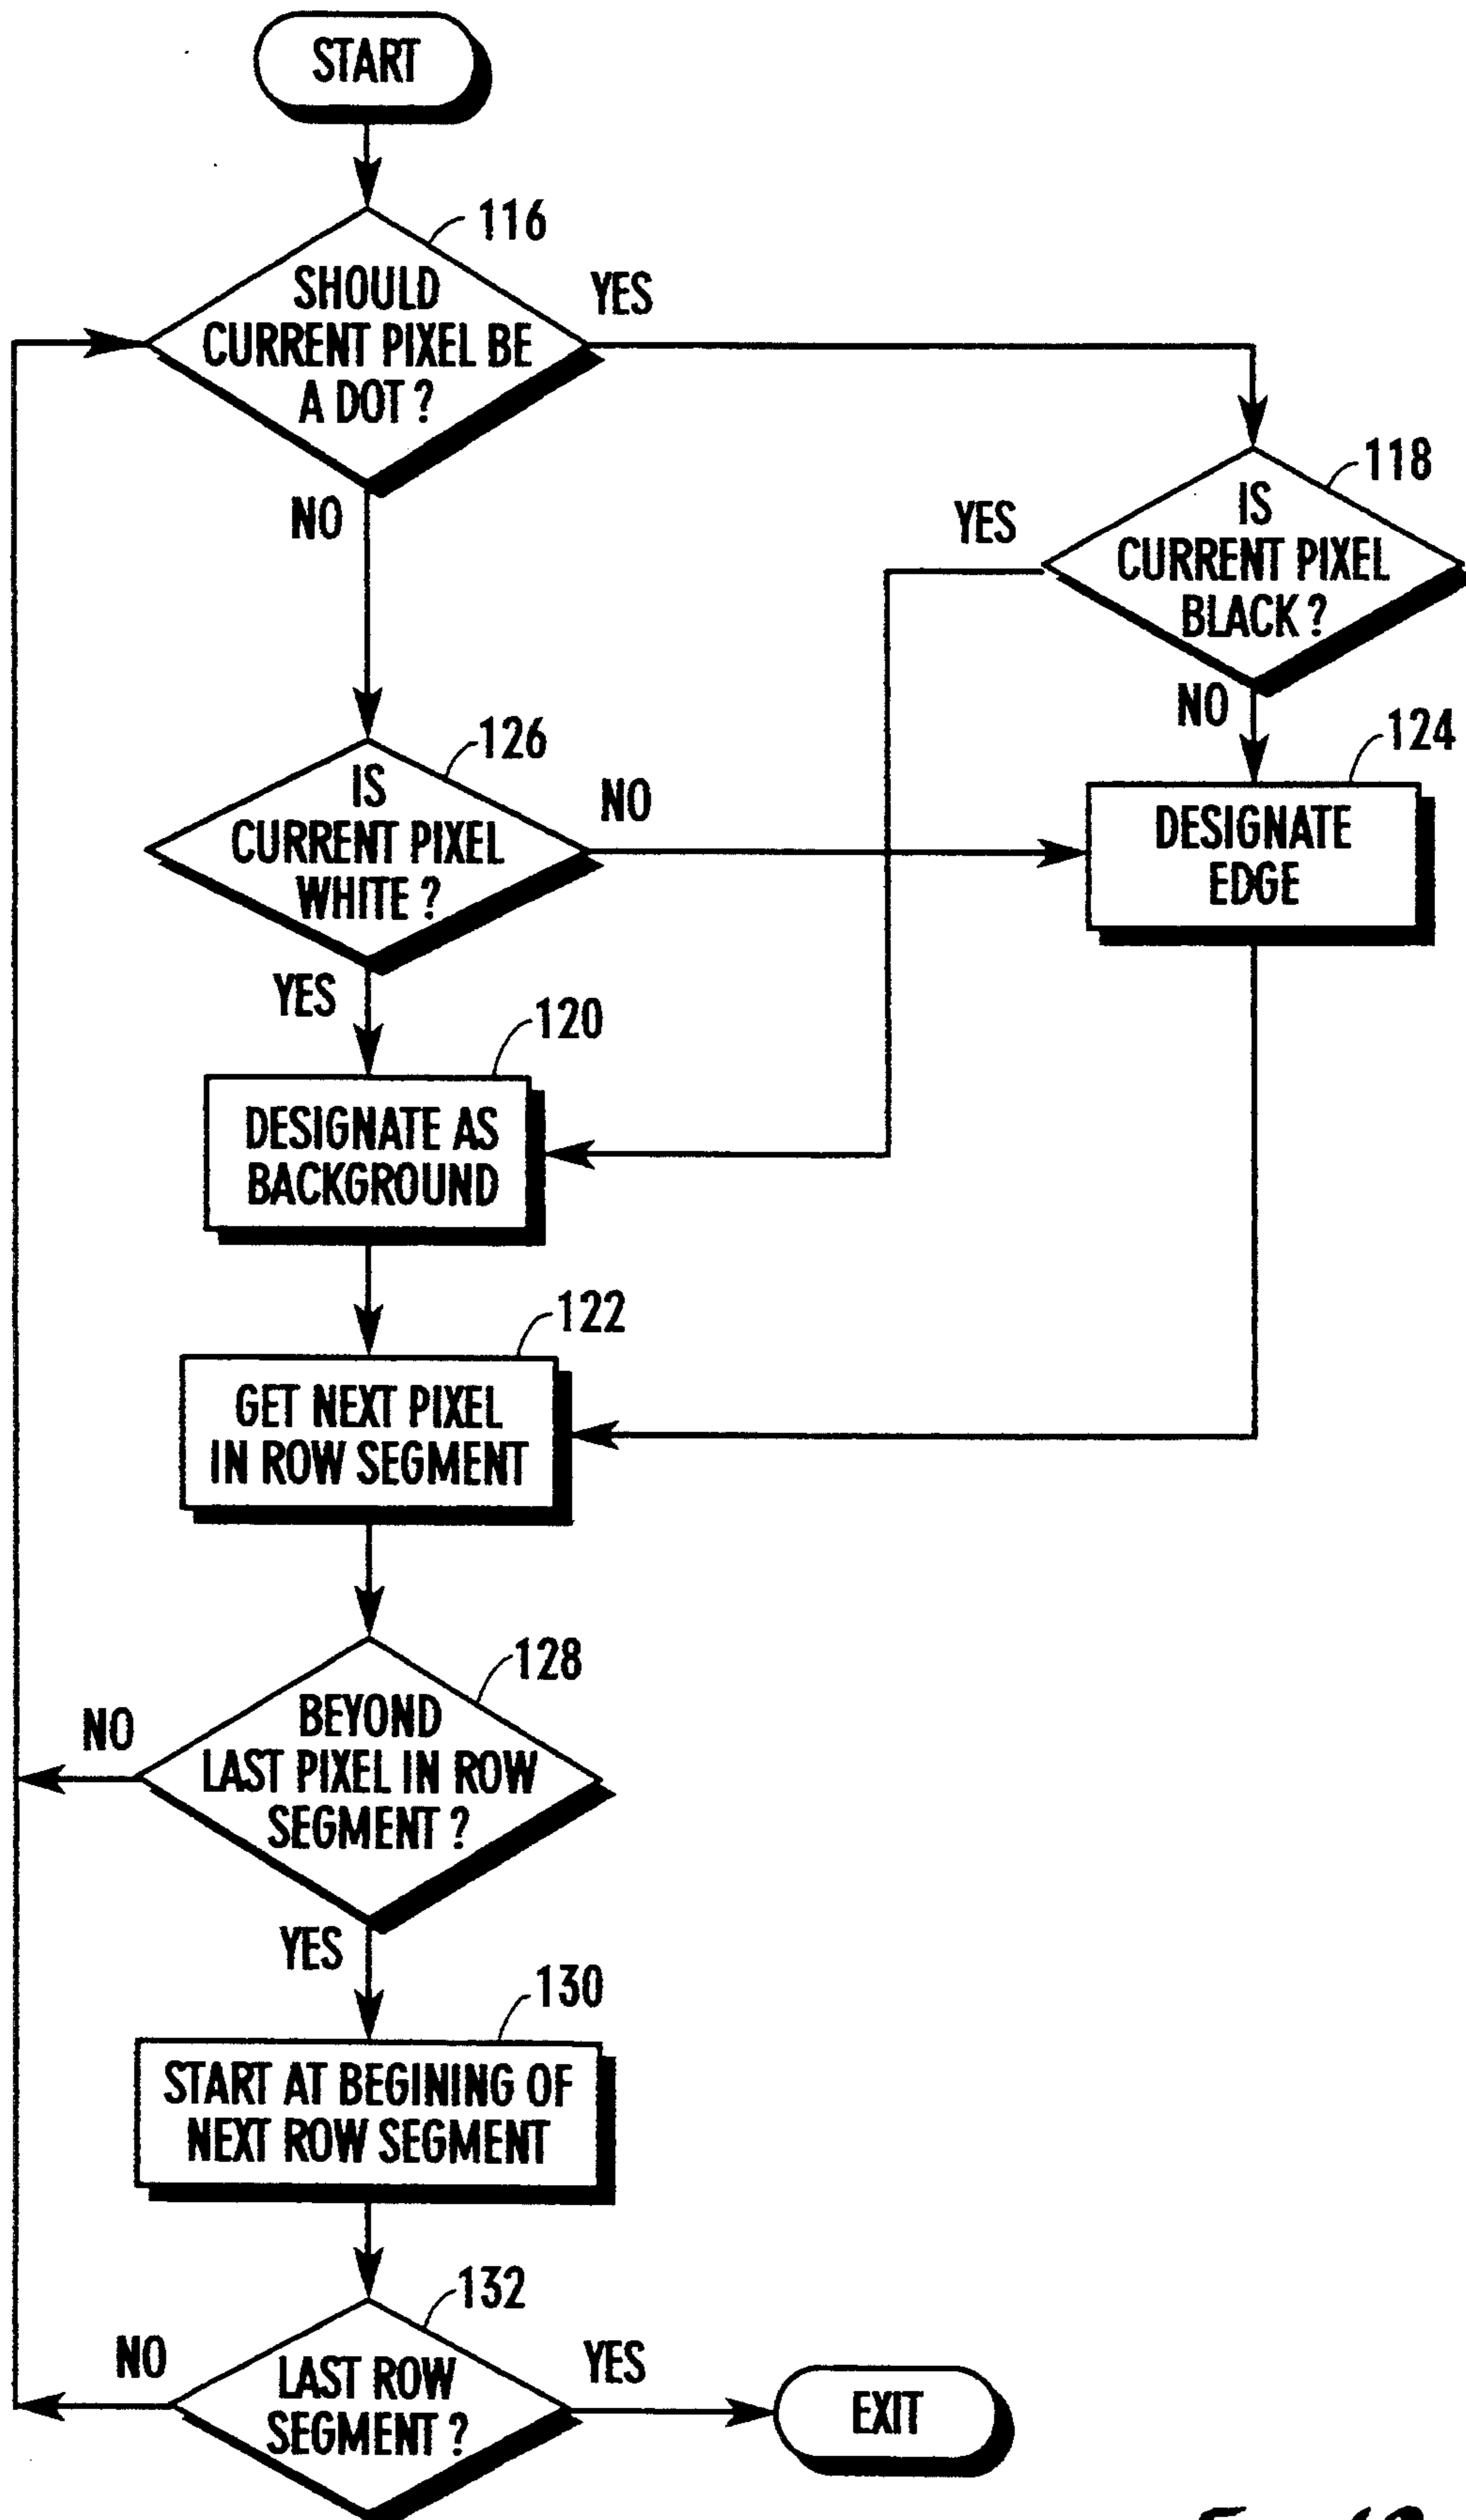 START
116
SHOULD
CURRENT PIXEL BE
A DOT ?
YES
NO
118
IS
CURRENT PIXEL
BLACK ?
YES
NO
126
IS
CURRENT PIXEL
WHITE ?
NO
YES
124
DESIGNATE
EDGE
120
DESIGNATE AS
BACKGROUND
122
GET NEXT PIXEL
IN ROW SEGMENT
128
BEYOND
LAST PIXEL IN ROW
SEGMENT ?
NO
YES
130
START AT BEGINING OF
NEXT ROW SEGMENT
132
LAST ROW
SEGMENT ?
NO
YES
EXIT